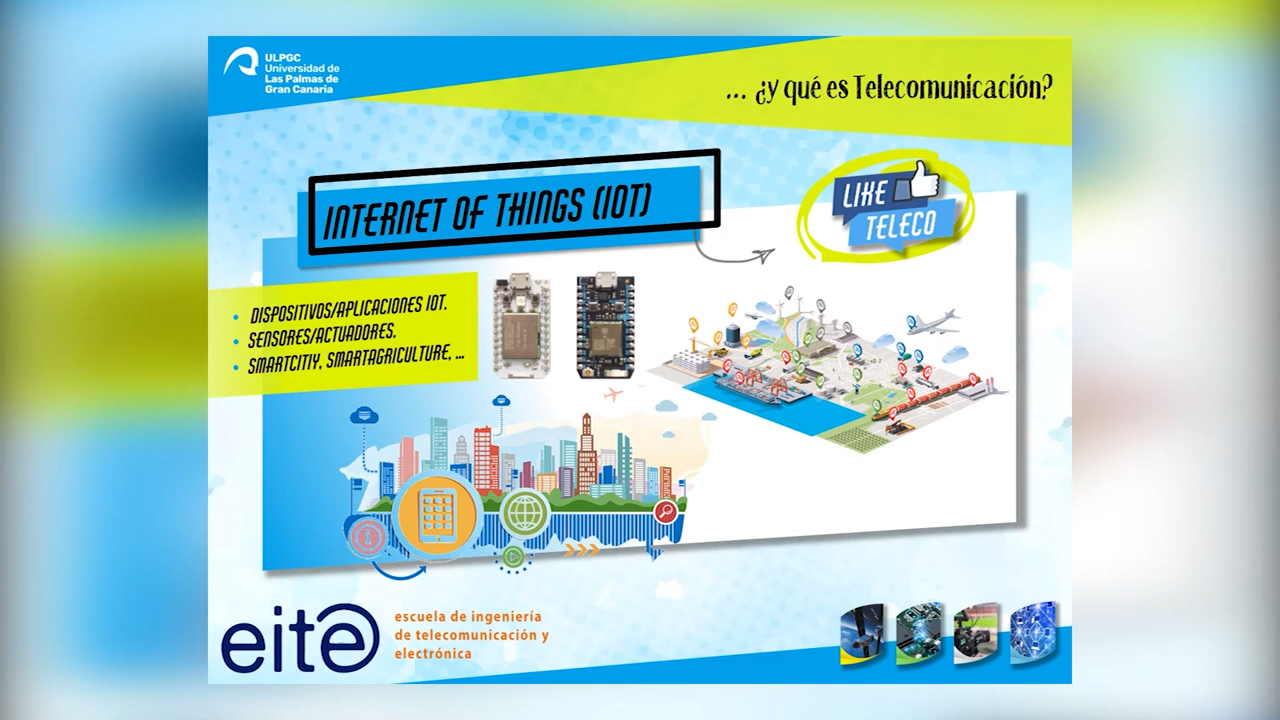 ULPGC
Universidad de
Las Palmas de
Gran Canaria
... ¿y qué es Telecomunicación?
INTERNET OF THINGS (IOT)
LIKE
TELECO
• DISPOSITIVOS/APLICACIONES IOT.
• SENSORES/ACTUADORES.
• SMARTCITIY, SMARTAGRICULTURE, ...
eite
escuela de ingeniería
de telecomunicación y
electrónica